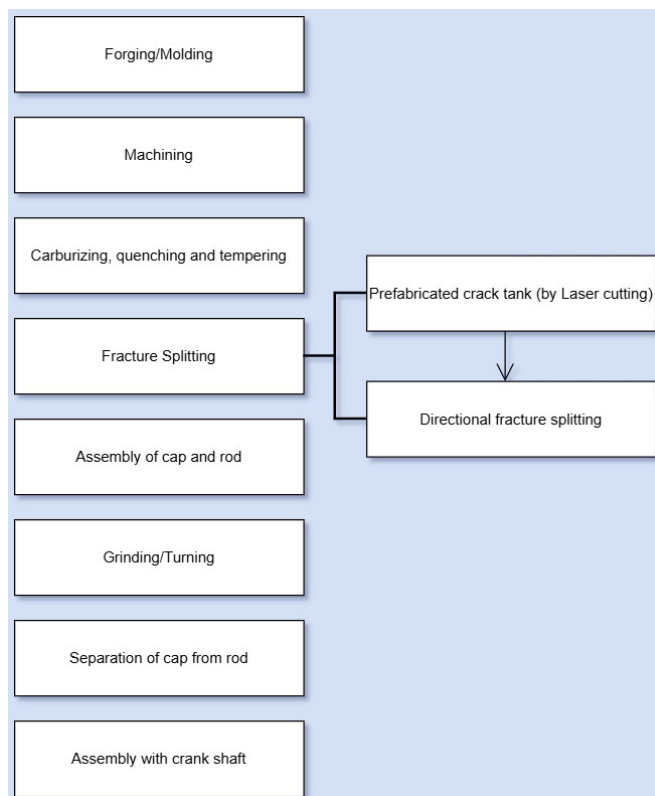 Forging/Molding
Machining
Carburizing, quenching and tempering
Prefabricated crack tank (by Laser cutting)
Fracture Splitting
Directional fracture splitting
Assembly of cap and rod
Grinding/Turning
Separation of cap from rod
Assembly with crank shaft